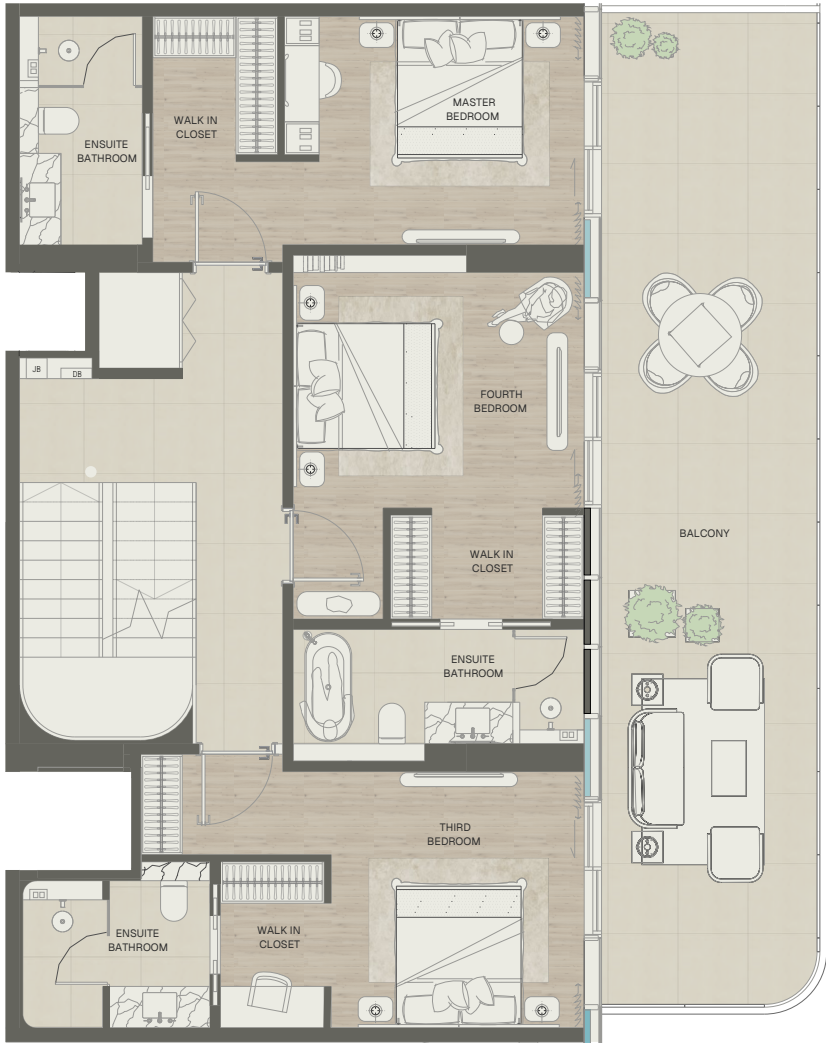 MASTER
BEDROOM
WALK IN
CLOSET
ENSUITE
BATHROOM
JB
DB
FOURTH
BEDROOM
BALCONY
WALK IN
CLOSET
ENSUITE
BATHROOM
THIRD
BEDROOM
ENSUITE
BATHROOM
WALK IN
CLOSET